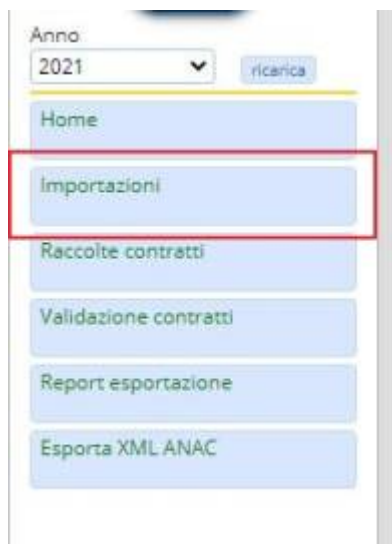 Anno
2021
ricarica
Home
Importazioni
Raccolte contratti
Validazione contratti
Report esportazione
Esporta XML ANAC